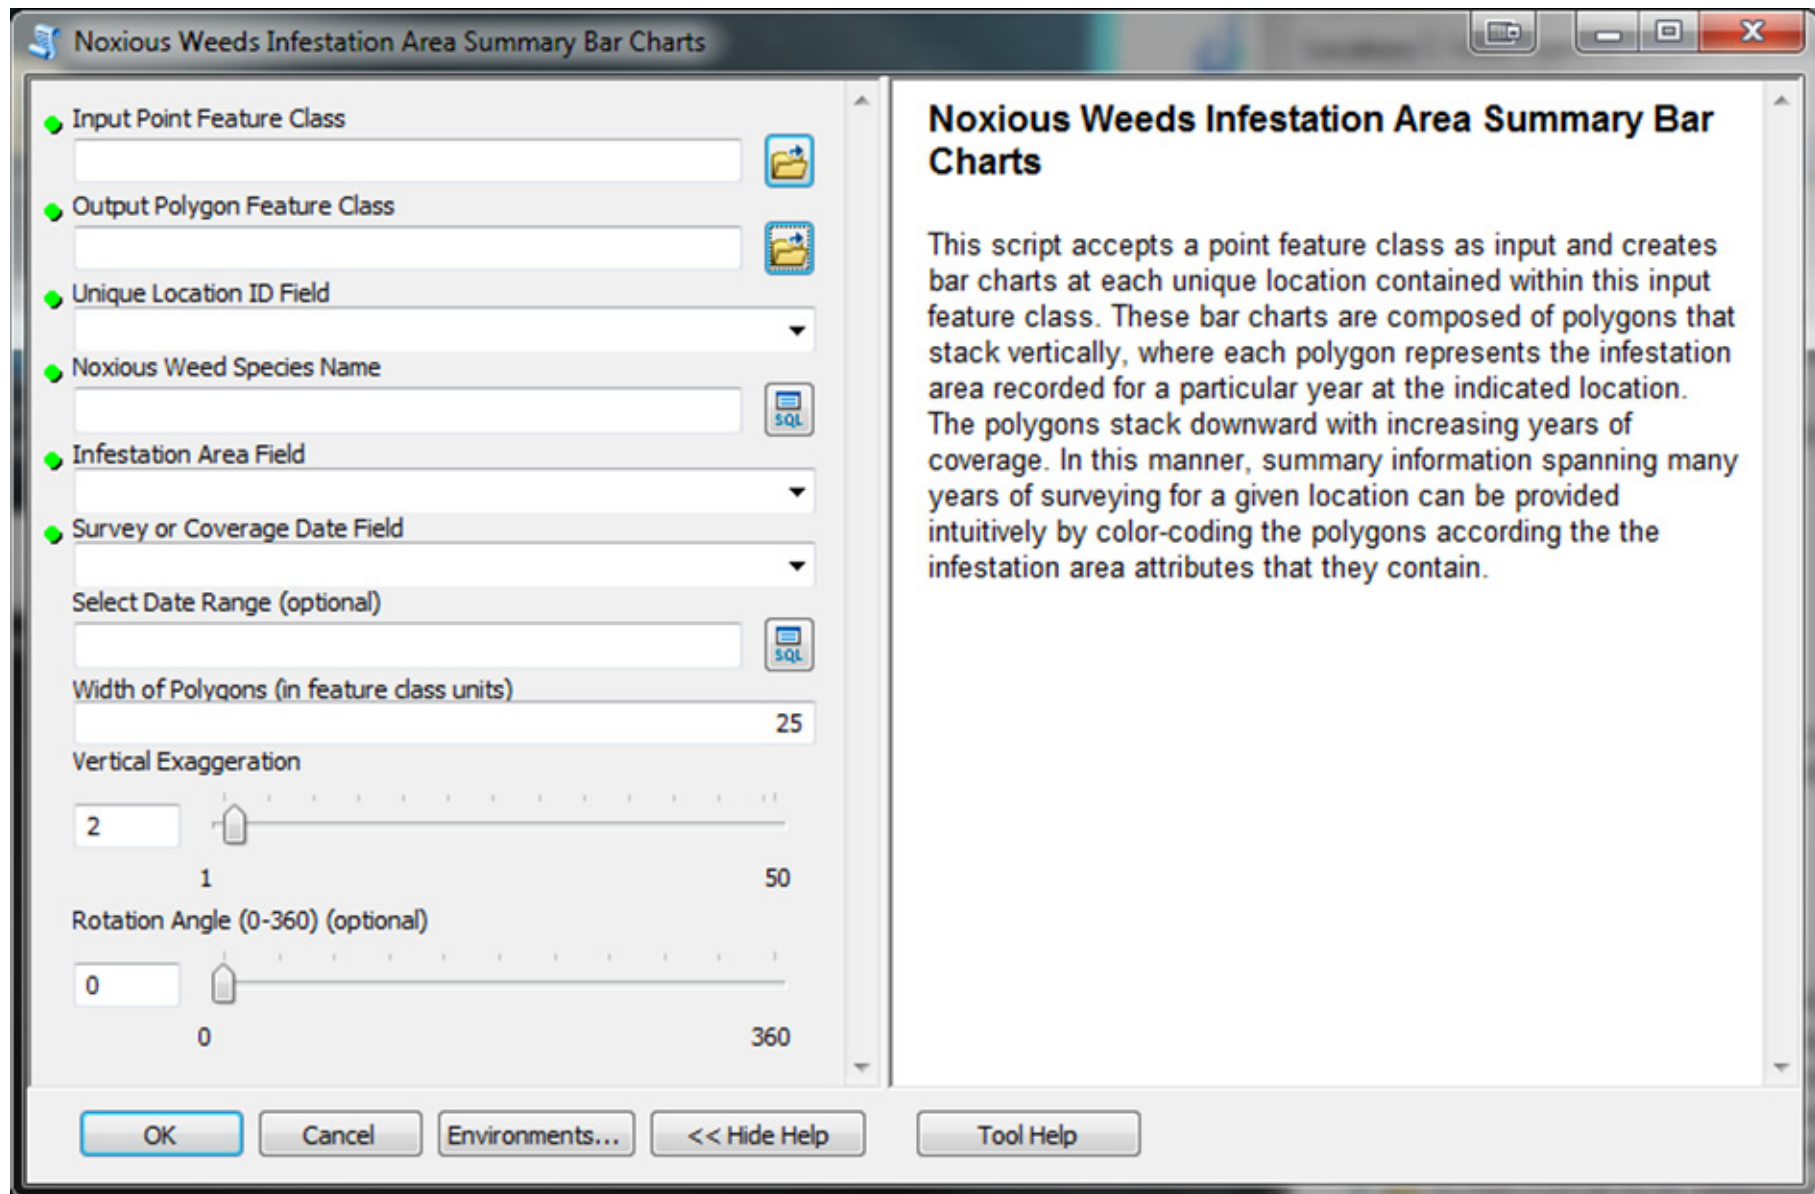 Noxious Weeds Infestation Area Summary Bar Charts
Input Point Feature Class
Output Polygon Feature Class
Unique Location ID Field
Noxious Weed Species Name
SQL
Infestation Area Field
Survey or Coverage Date Field
Select Date Range (optional)
SQL
Width of Polygons (in feature class units)
25
Vertical Exaggeration
2
1 50
Rotation Angle (0-360) (optional)
0
0 360
Noxious Weeds Infestation Area Summary Bar
Charts
This script accepts a point feature class as input and creates
bar charts at each unique location contained within this input
feature class. These bar charts are composed of polygons that
stack vertically, where each polygon represents the infestation
area recorded for a particular year at the indicated location.
The polygons stack downward with increasing years of
coverage. In this manner, summary information spanning many
years of surveying for a given location can be provided
intuitively by color-coding the polygons according the the
infestation area attributes that they contain.
OK Cancel Environments... << Hide Help Tool Help